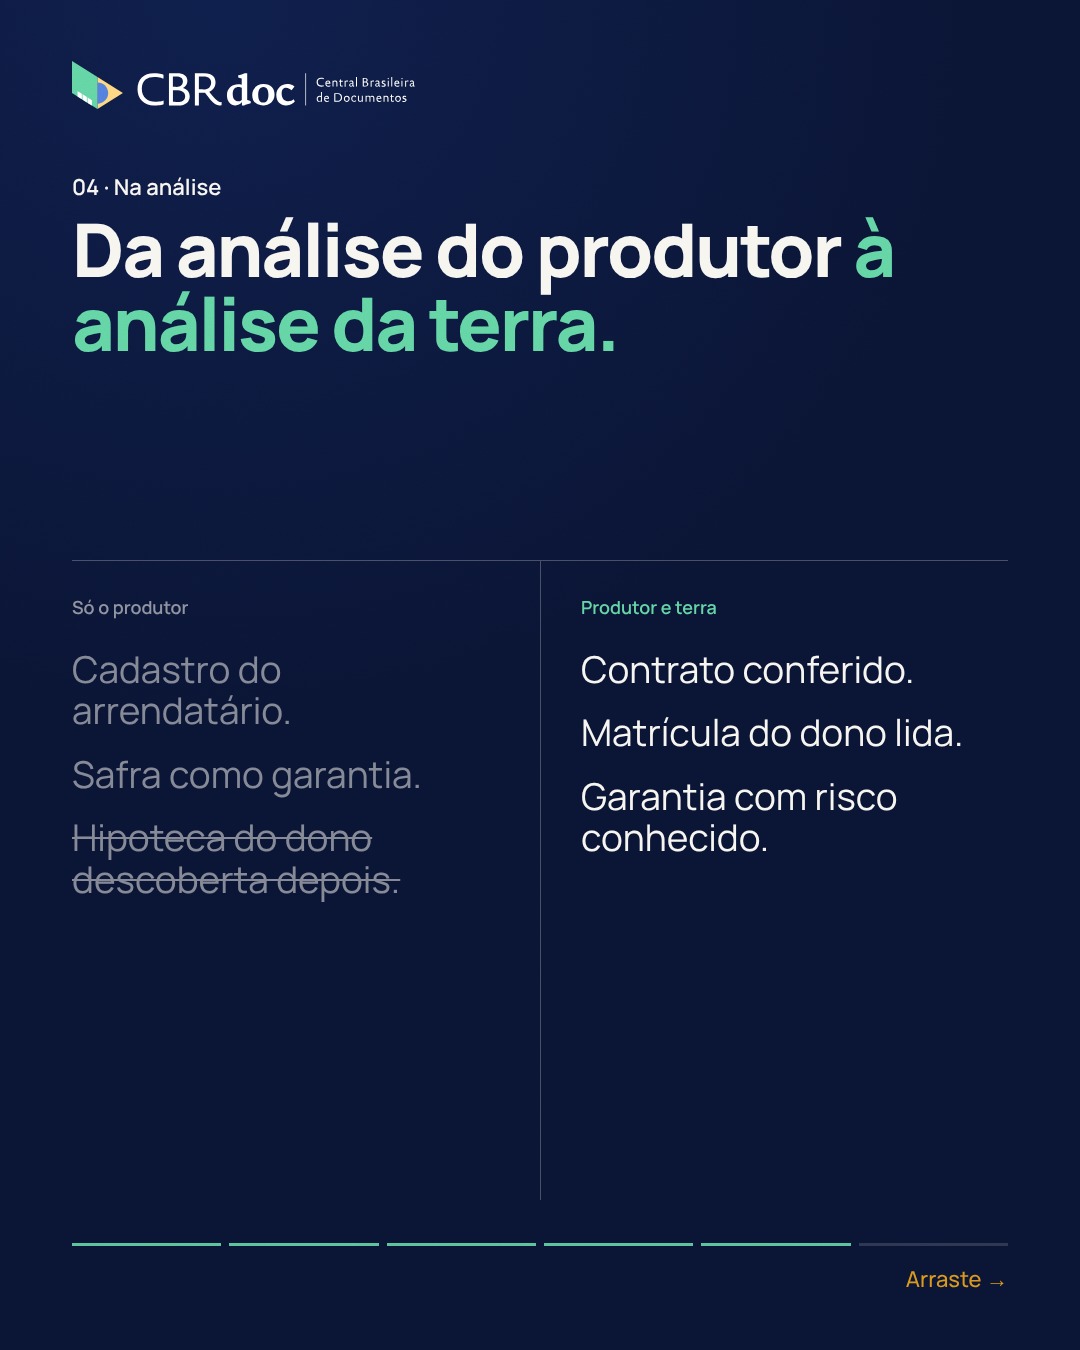 CBRdoc
Central Brasileira
de Documentos
04 · Na análise
Da análise do produtor à
análise da terra.
Só o produtor
Cadastro do
arrendatário.
Safra como garantia.
Hipoteca do dono
descoberta depois.
Produtor e terra
Contrato conferido.
Matrícula do dono lida.
Garantia com risco
conhecido.
Arraste →